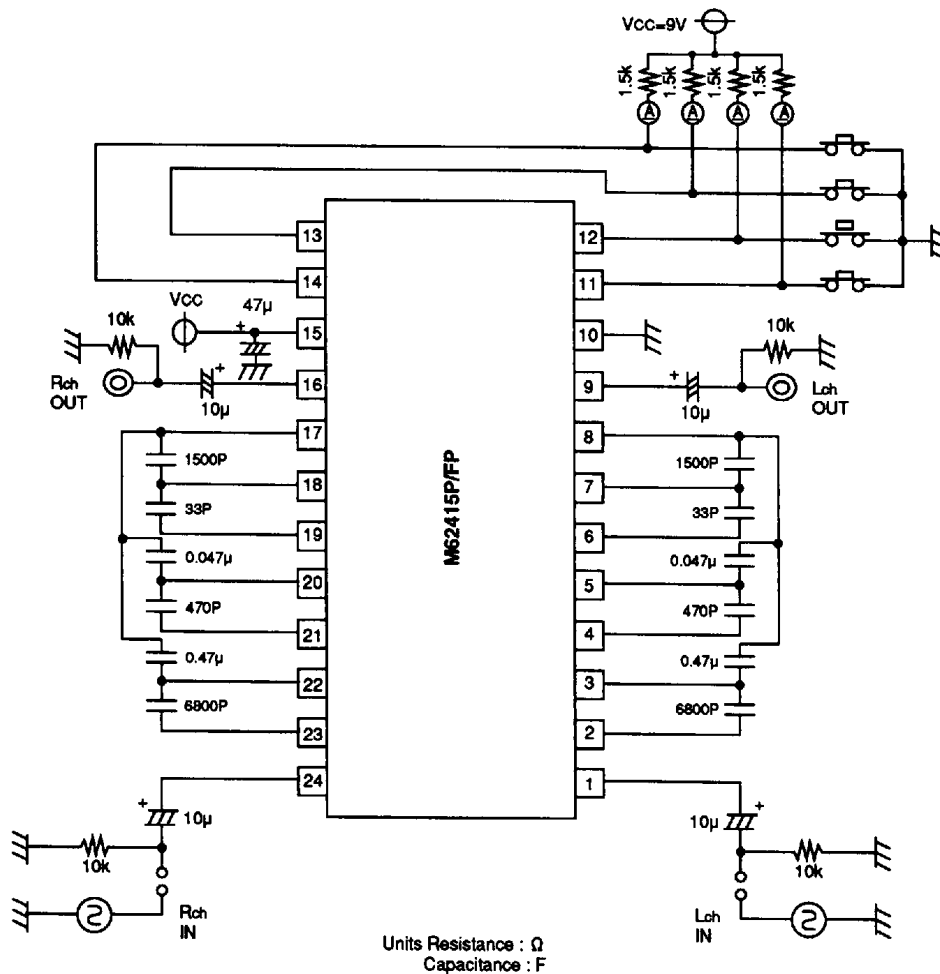 VCC=9V
1.5k 1.5k 1.5k 1.5k
A A A A
13
12
14
11
VCC
47µ
+
15
10
10k
10k
Rch
OUT
+
10µ
16
9
+
10µ
Lch
OUT
17
8
1500P
1500P
18
7
33P
33P
19
6
M62415P/FP
0.047µ
0.047µ
20
5
470P
470P
21
4
0.47µ
0.47µ
22
3
6800P
6800P
23
2
24
1
+
10µ
10µ
+
10k
10k
Rch
IN
Lch
IN
Units Resistance : Ω
Capacitance : F